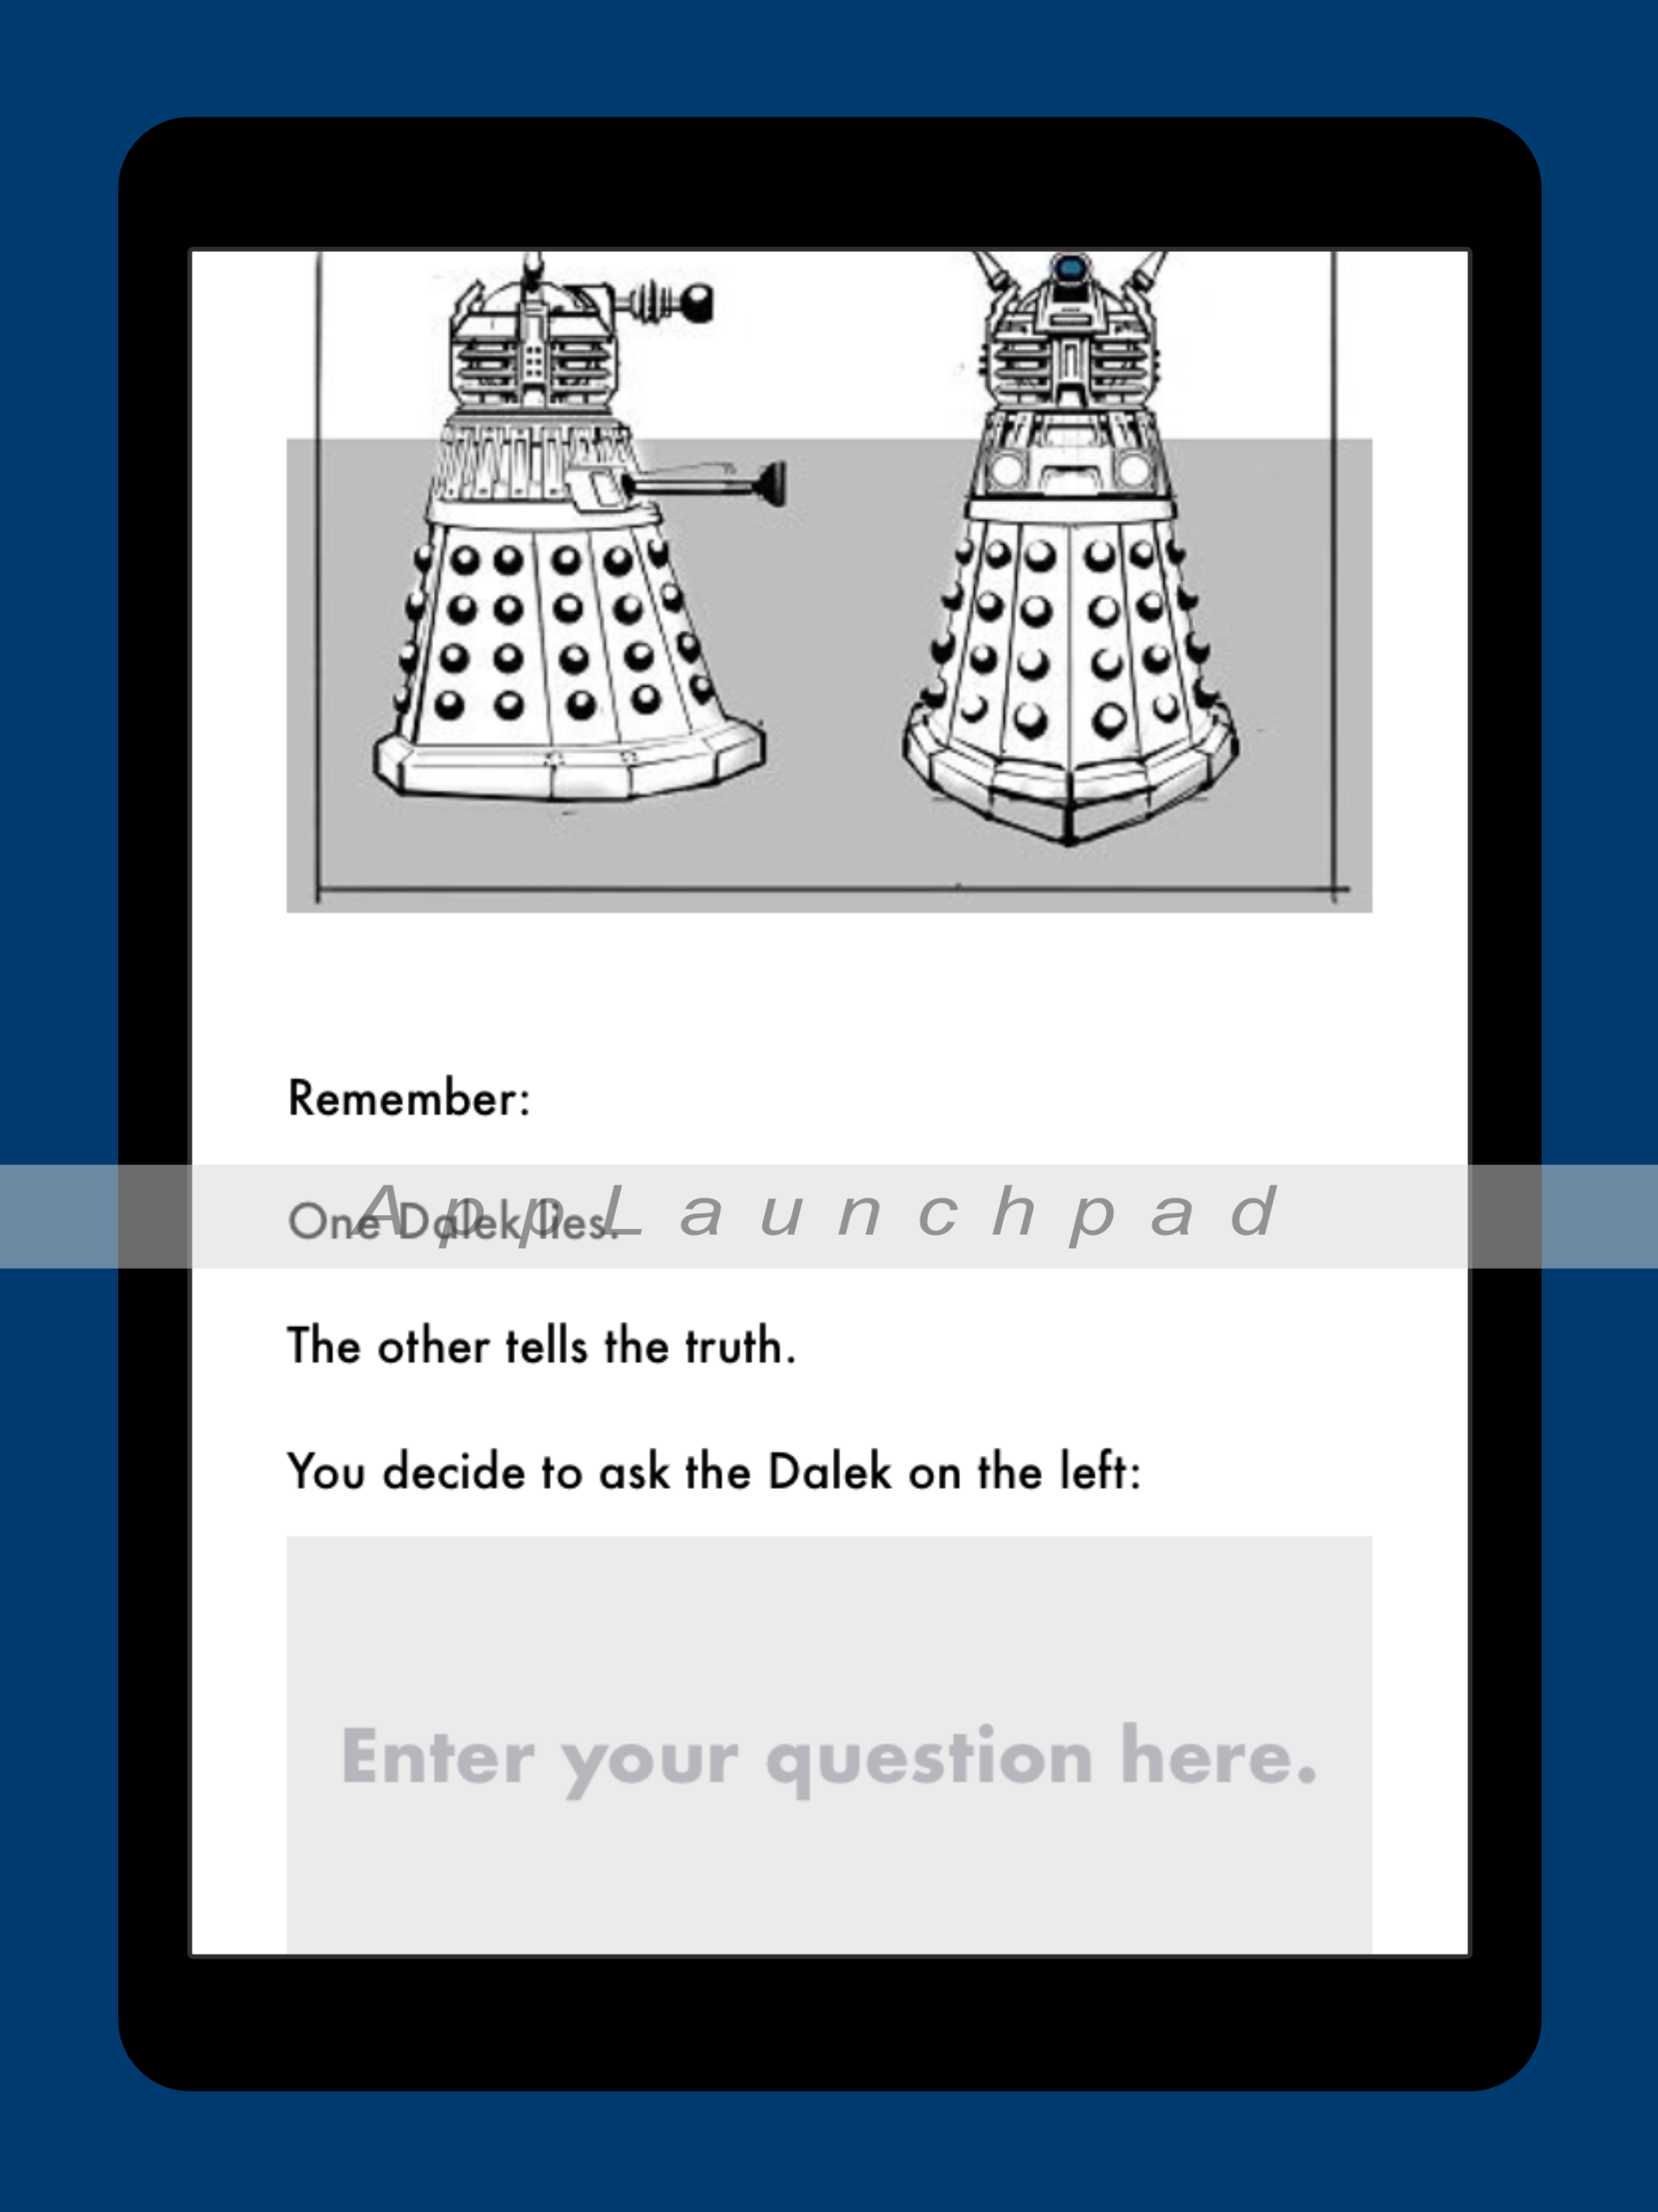 Remember:
One Dalek lies.
AppLaunchpad
The other tells the truth.
You decide to ask the Dalek on the left:
Enter your question here.